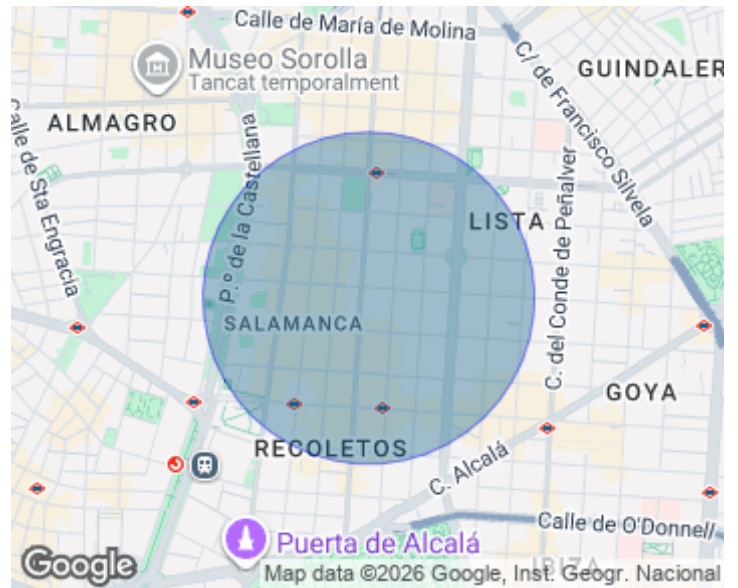 Calle de María de Molina
Museo Sorolla
Tancat temporalment
ALMAGRO
C/ de Francisco Silvela
GUINDALER
Calle de Sta Engracia
P.º de la Castellana
C. del Conde de Peñalver
LISTA
SALAMANCA
GOYA
RECOLETOS
C. Alcalá
Calle de O'Donnell
Puerta de Alcalá
IBIZA
Google
Map data ©2026 Google, Inst. Geogr. Nacional